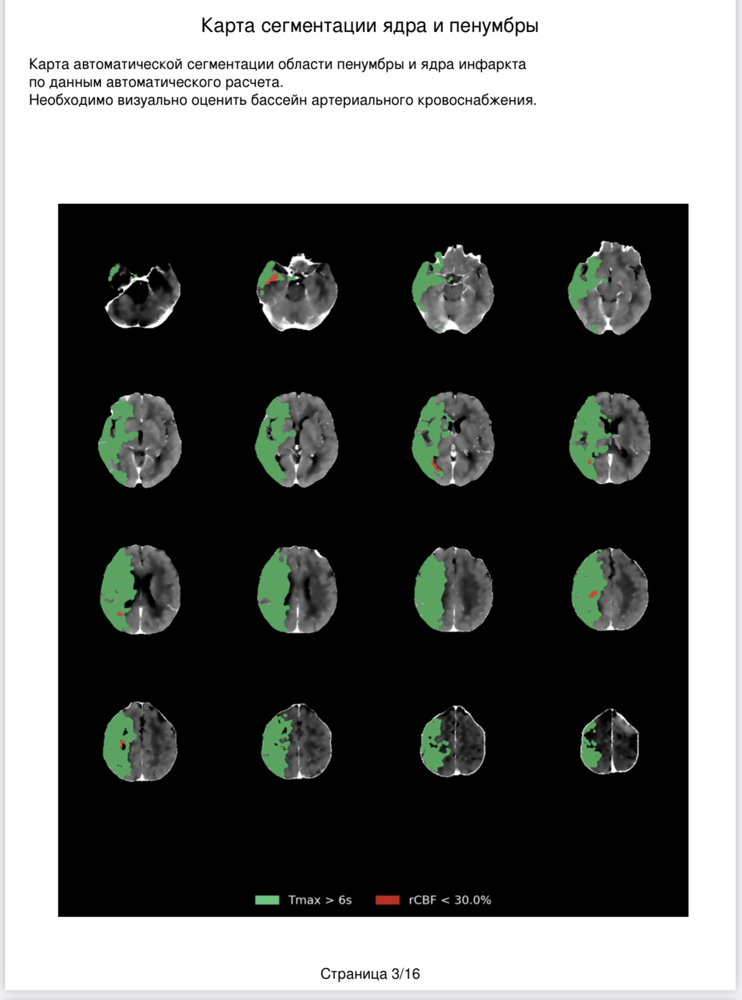 Карта сегментации ядра и пенумбры
Карта автоматической сегментации области пенумбры и ядра инфаркта
по данным автоматического расчета.
Необходимо визуально оценить бассейн артериального кровоснабжения.
Tmax > 6s rCBF < 30.0%
Страница 3/16